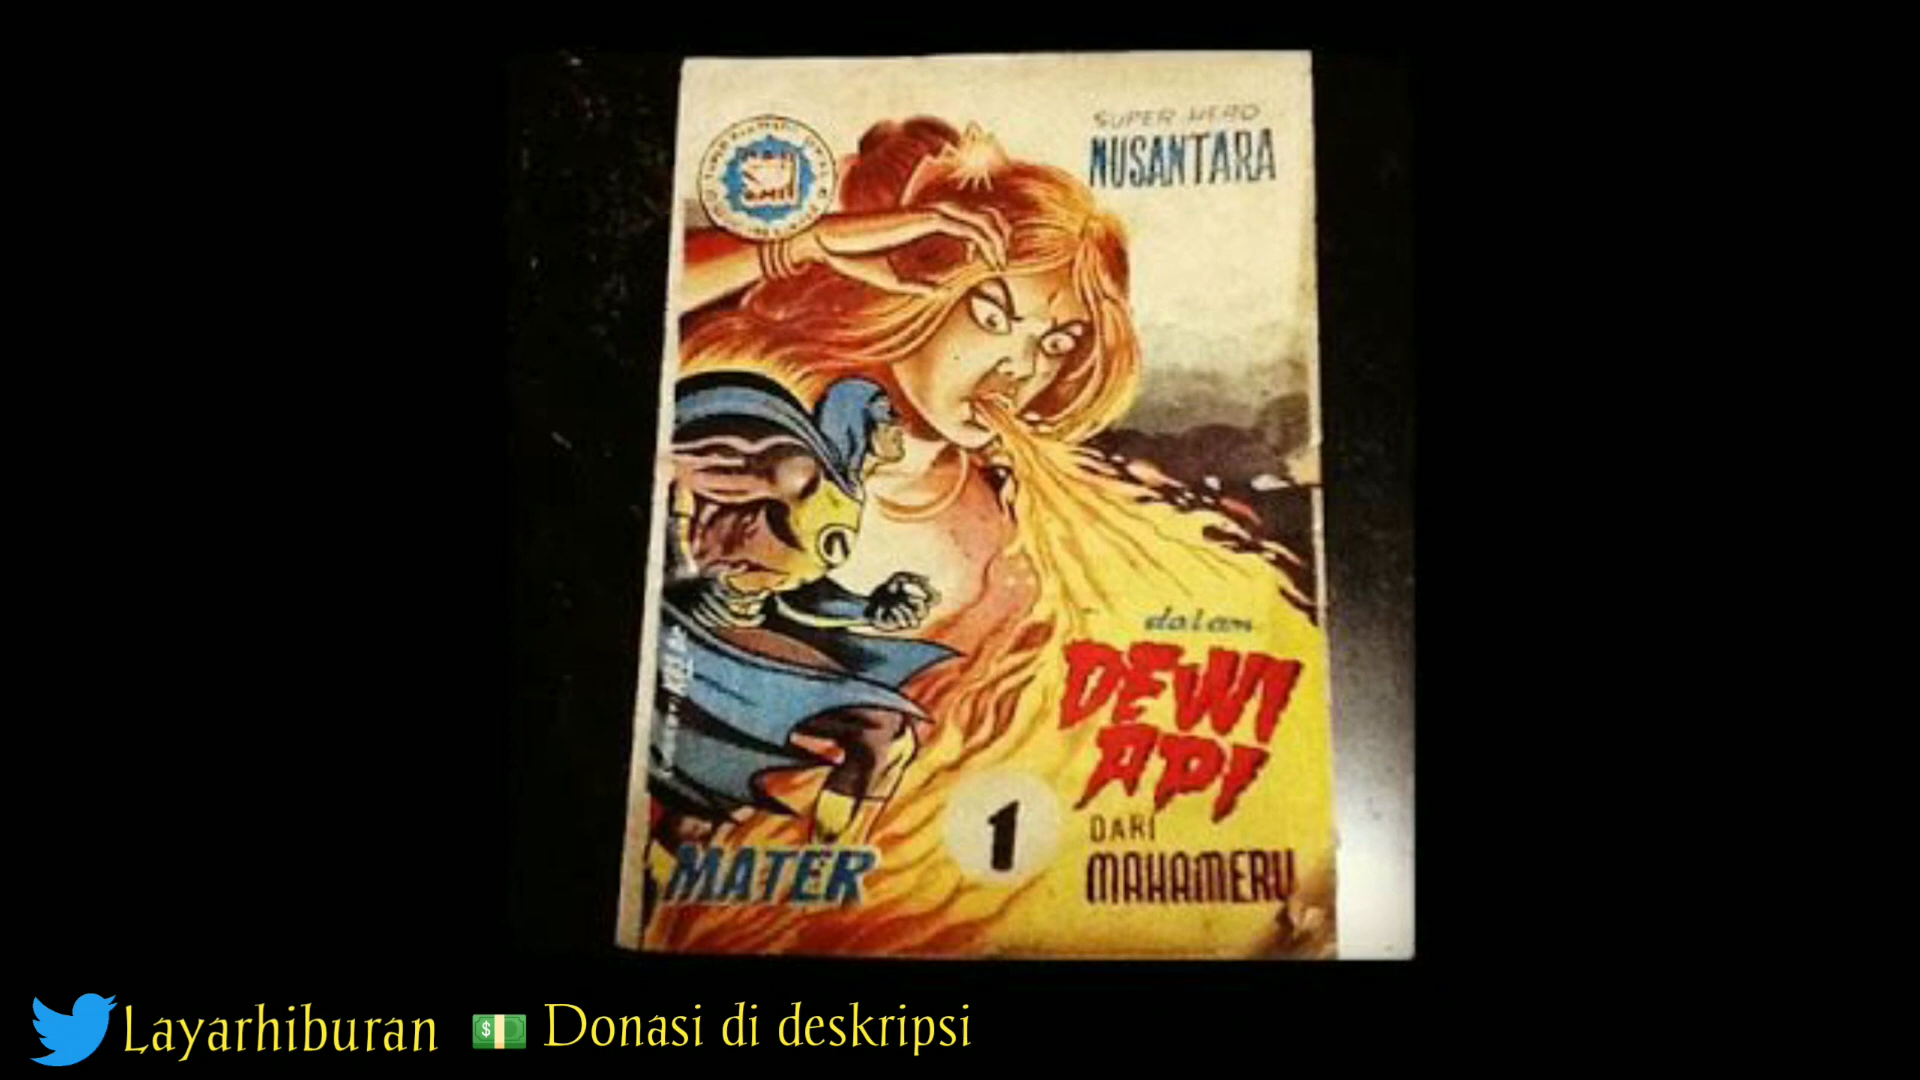 SUPER HERO
NUSANTARA
dalam
DEWI
API
DARI
MAHAMERU
1
MATER
Layarhiburan
Donasi di deskripsi